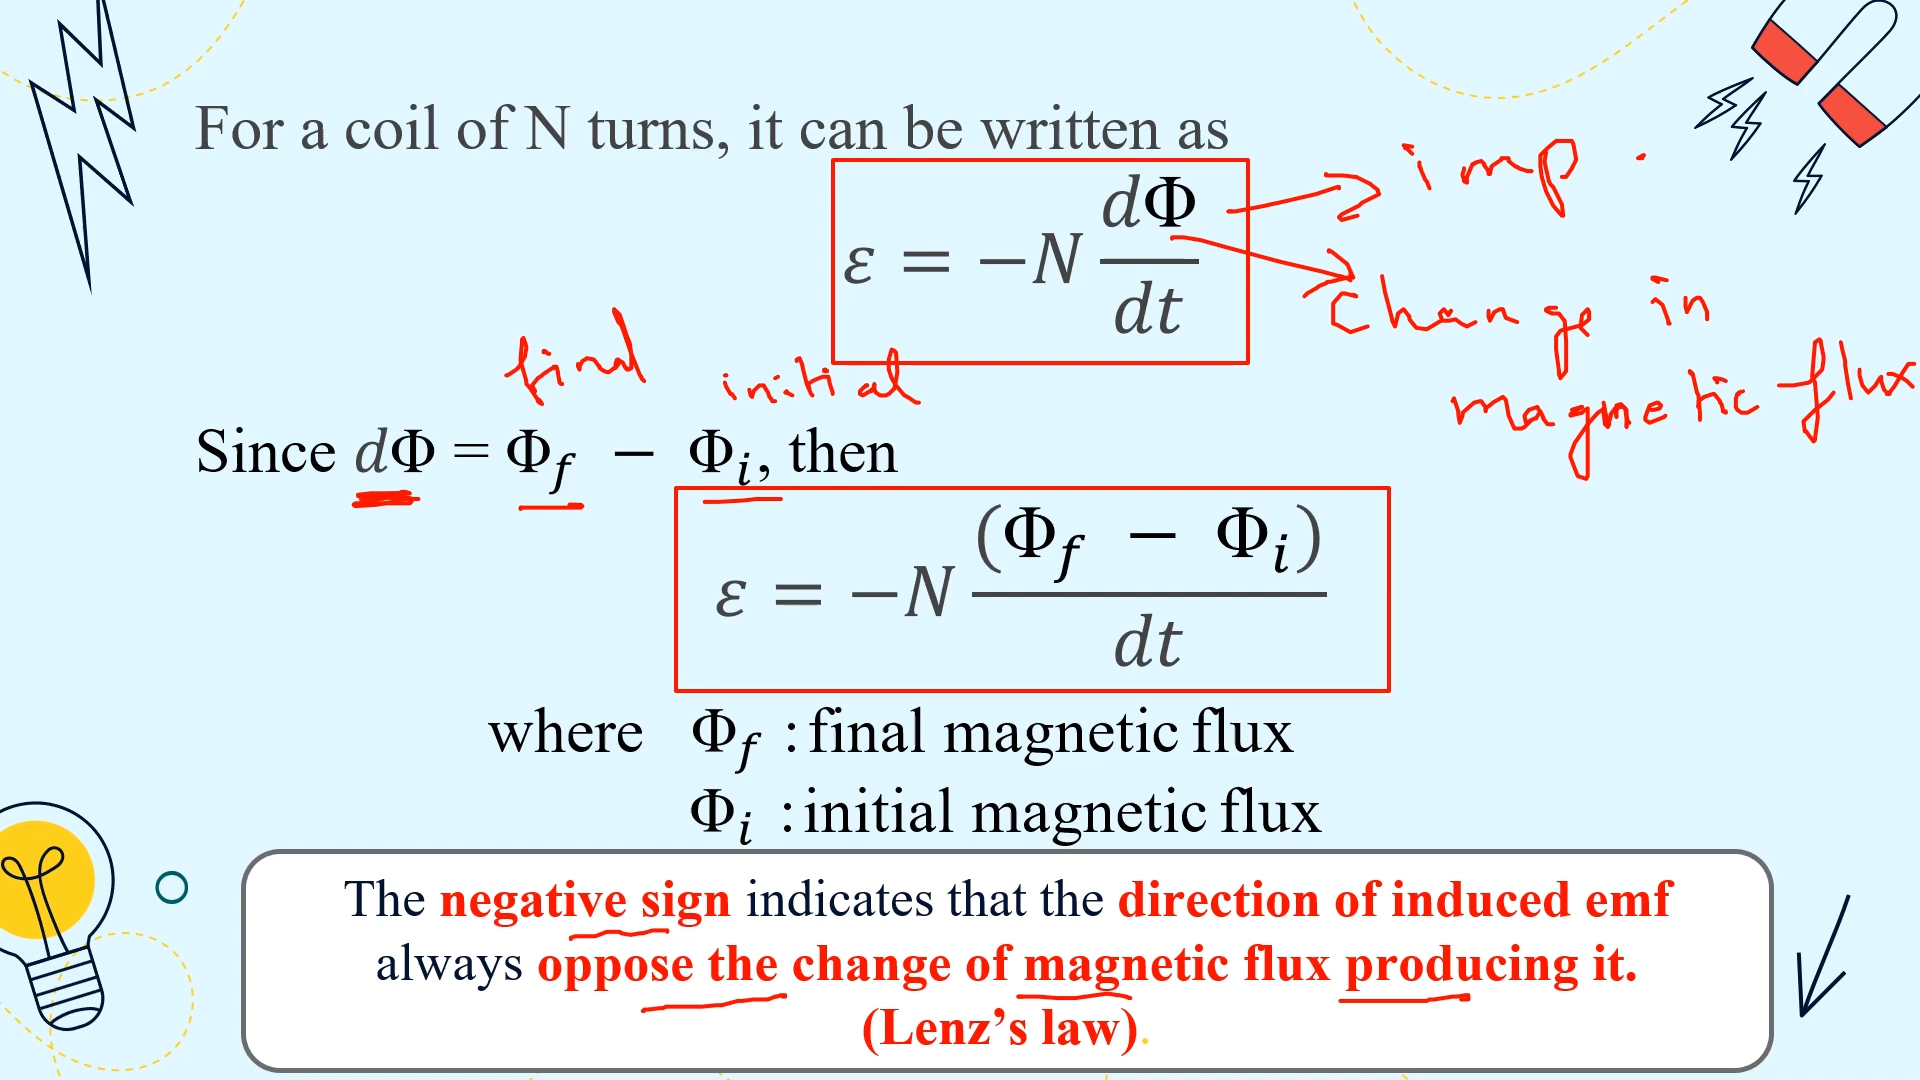 For a coil of N turns, it can be written as
ε = −N dΦ/dt
imp.
change in
magnetic flux
final initial
Since dΦ = Φf − Φi, then
ε = −N (Φf − Φi)/dt
where Φf : final magnetic flux
Φi : initial magnetic flux
The negative sign indicates that the direction of induced emf
always oppose the change of magnetic flux producing it.
(Lenz’s law).